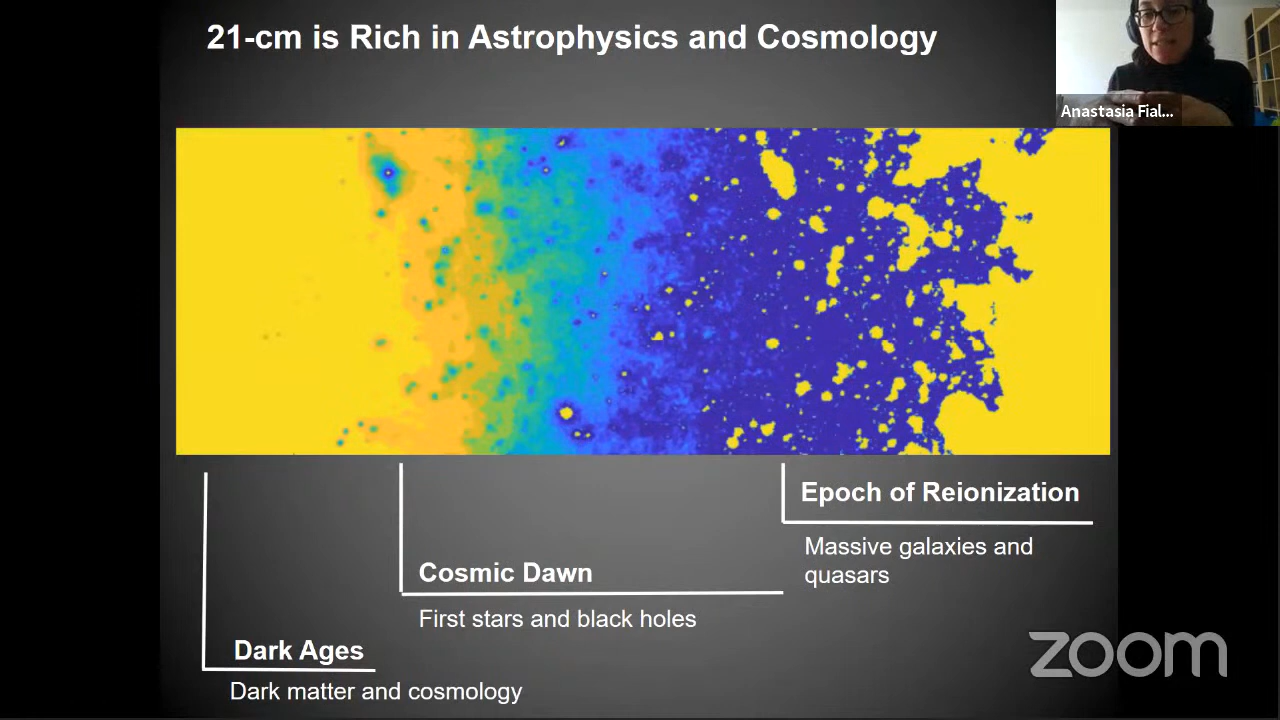 21-cm is Rich in Astrophysics and Cosmology
Anastasia Fial...
Epoch of Reionization
Massive galaxies and
quasars
Cosmic Dawn
First stars and black holes
Dark Ages
Dark matter and cosmology
zoom